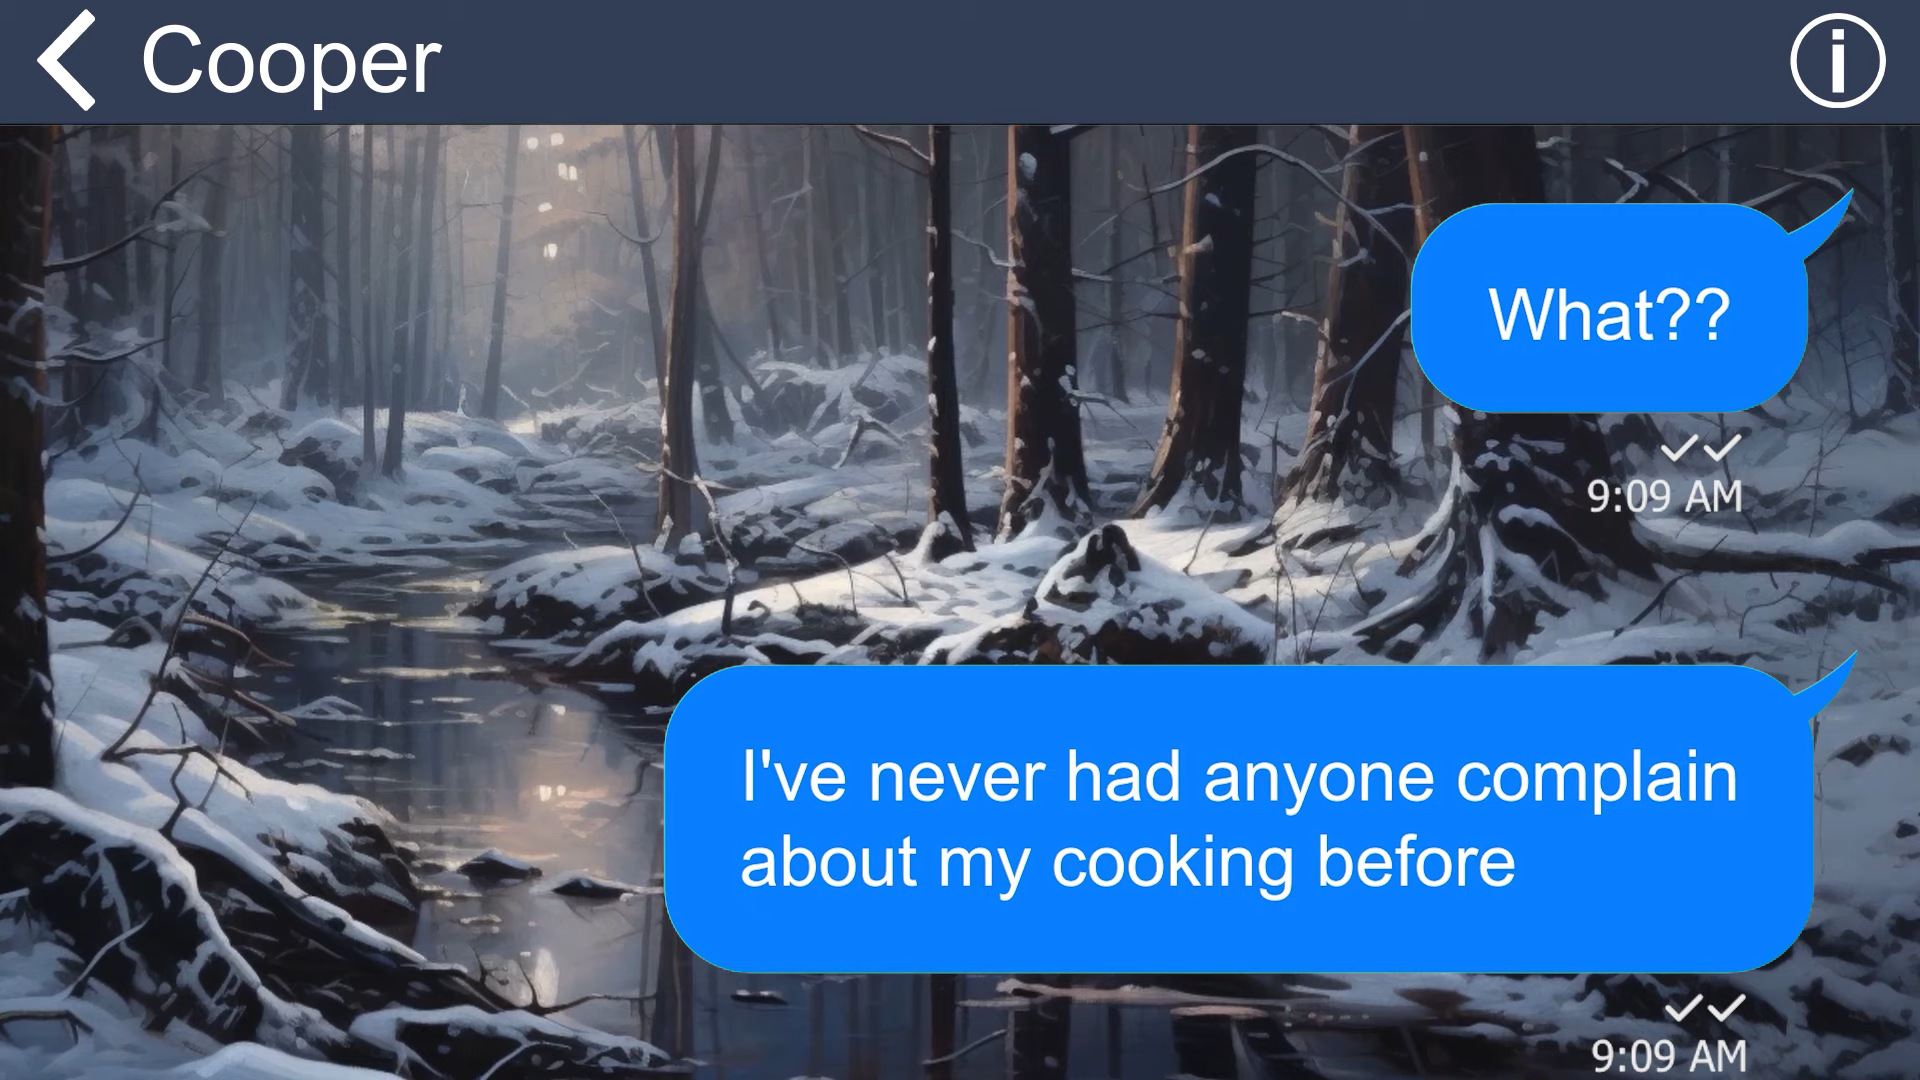 Cooper
What??
9:09 AM
I've never had anyone complain
about my cooking before
9:09 AM